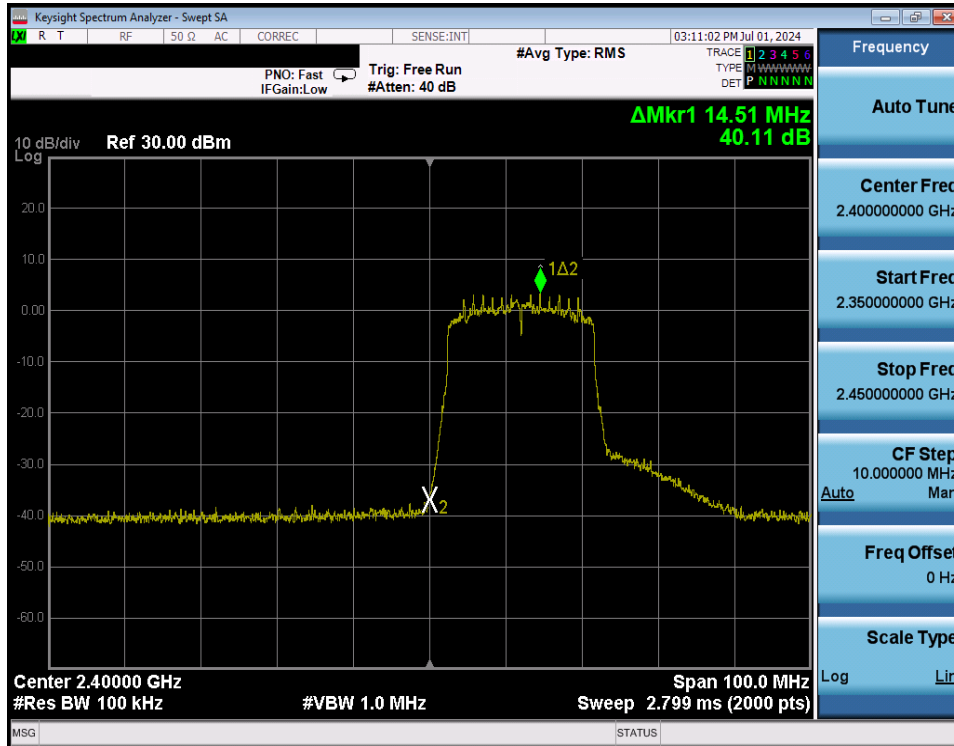 Keysight Spectrum Analyzer - Swept SA
LXI R T RF 50 Ω AC CORREC SENSE:INT 03:11:02 PM Jul 01, 2024
#Avg Type: RMS
TRACE 1 2 3 4 5 6
TYPE M W W W W W
DET P N N N N N
PNO: Fast
IFGain:Low
Trig: Free Run
#Atten: 40 dB
ΔMkr1 14.51 MHz
40.11 dB
10 dB/div
Log
Ref 30.00 dBm
20.0
10.0
0.00
-10.0
-20.0
-30.0
-40.0
-50.0
-60.0
1Δ2
2
Center 2.40000 GHz
#Res BW 100 kHz
#VBW 1.0 MHz
Span 100.0 MHz
Sweep 2.799 ms (2000 pts)
MSG
STATUS
Frequency
Auto Tune
Center Freq
2.400000000 GHz
Start Freq
2.350000000 GHz
Stop Freq
2.450000000 GHz
CF Step
10.000000 MHz
Auto Man
Freq Offset
0 Hz
Scale Type
Log Lin